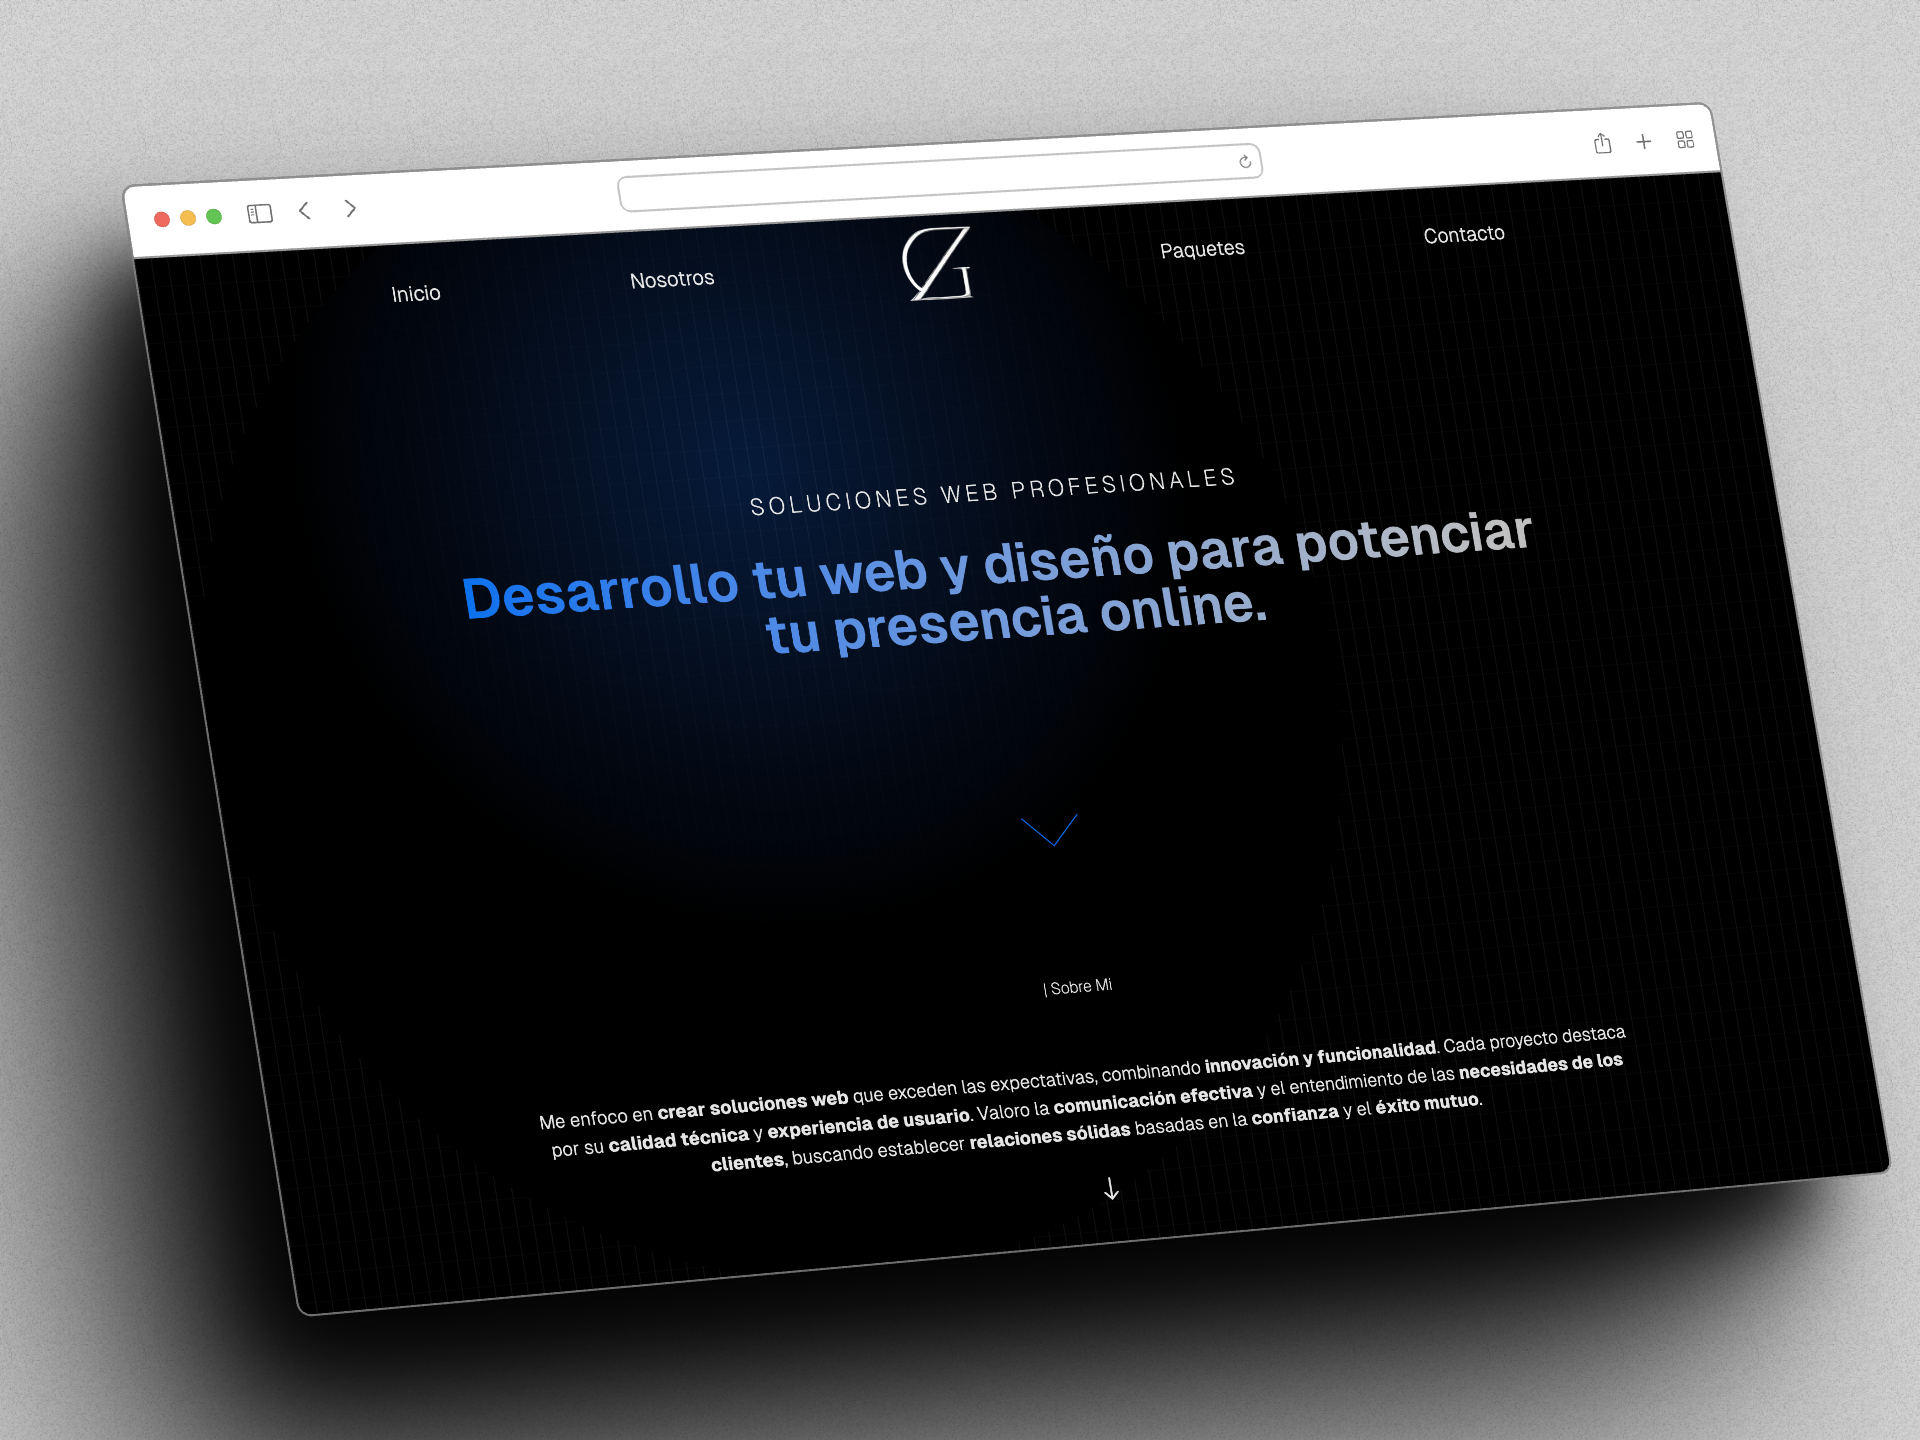 Inicio Nosotros Paquetes Contacto
SOLUCIONES WEB PROFESIONALES
Desarrollo tu web y diseño para potenciar
tu presencia online.
| Sobre Mi
Me enfoco en crear soluciones web que exceden las expectativas, combinando innovación y funcionalidad. Cada proyecto destaca
por su calidad técnica y experiencia de usuario. Valoro la comunicación efectiva y el entendimiento de las necesidades de los
clientes, buscando establecer relaciones sólidas basadas en la confianza y el éxito mutuo.